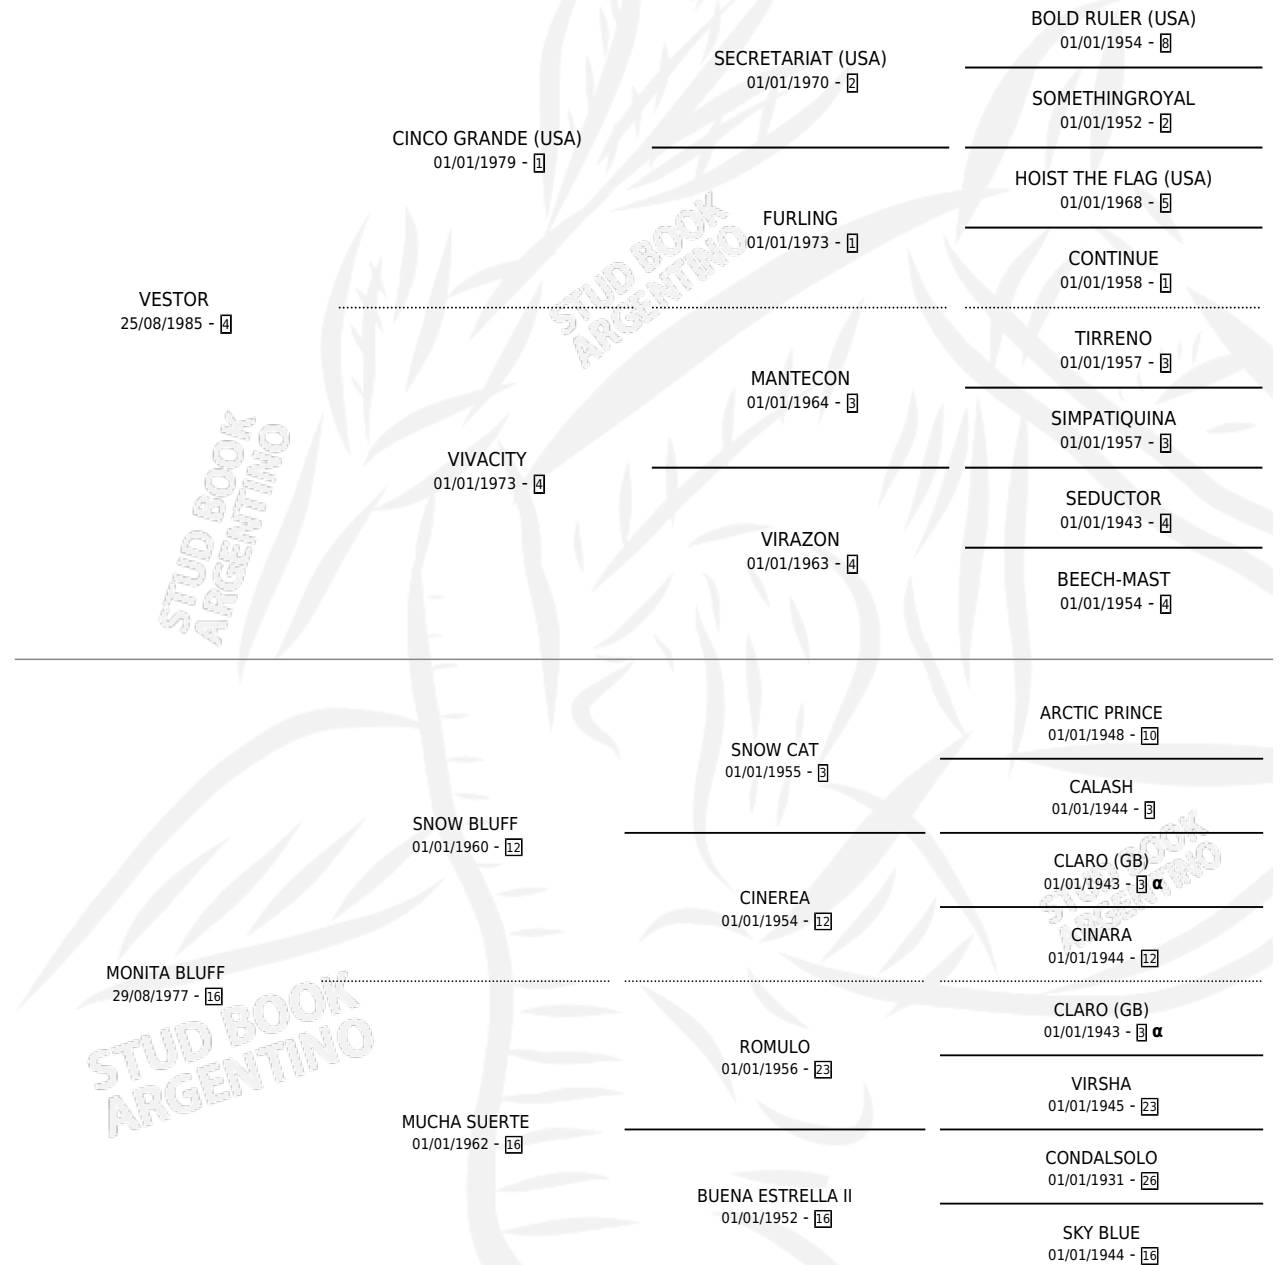 BOLD RULER (USA)
01/01/1954 - 8
SECRETARIAT (USA)
01/01/1970 - 2
SOMETHINGROYAL
01/01/1952 - 2
CINCO GRANDE (USA)
01/01/1979 - 1
HOIST THE FLAG (USA)
01/01/1968 - 5
FURLING
01/01/1973 - 1
CONTINUE
01/01/1958 - 1
STUD BOOK
ARGENTINO
VESTOR
25/08/1985 - 4
TIRRENO
01/01/1957 - 3
MANTECON
01/01/1964 - 3
SIMPATIQUINA
01/01/1957 - 3
VIVACITY
01/01/1973 - 4
SEDUCTOR
01/01/1943 - 4
VIRAZON
01/01/1963 - 4
BEECH-MAST
01/01/1954 - 4
STUD BOOK
ARGENTINO
ARCTIC PRINCE
01/01/1948 - 10
SNOW CAT
01/01/1955 - 3
CALASH
01/01/1944 - 3
SNOW BLUFF
01/01/1960 - 12
CLARO (GB)
01/01/1943 - 3 α
CINEREA
01/01/1954 - 12
CINARA
01/01/1944 - 12
STUD BOOK
ARGENTINO
MONITA BLUFF
29/08/1977 - 16
CLARO (GB)
01/01/1943 - 3 α
ROMULO
01/01/1956 - 23
VIRSHA
01/01/1945 - 23
STUD BOOK
ARGENTINO
MUCHA SUERTE
01/01/1962 - 16
CONDALSOLO
01/01/1931 - 26
BUENA ESTRELLA II
01/01/1952 - 16
SKY BLUE
01/01/1944 - 16